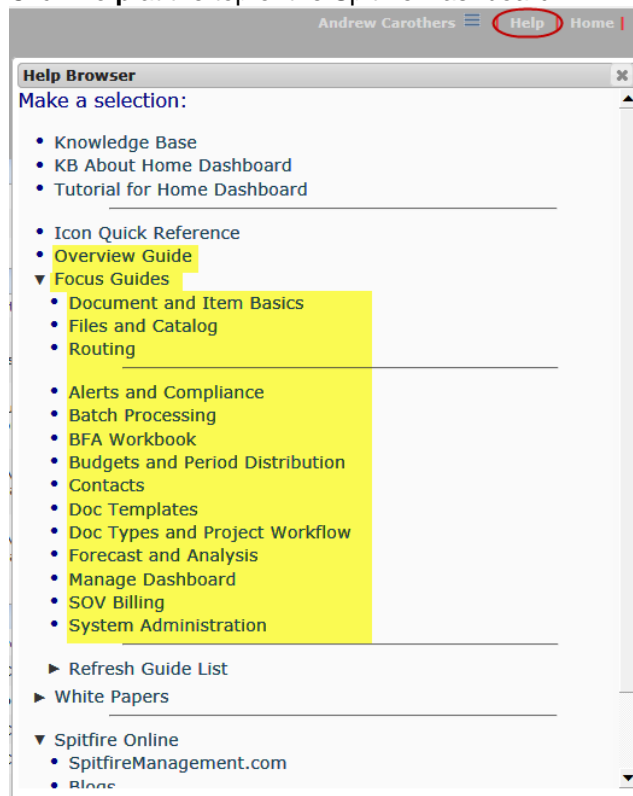 Andrew Carothers | Help | Home |
Help Browser
Make a selection:
Knowledge Base
KB About Home Dashboard
Tutorial for Home Dashboard
Icon Quick Reference
Overview Guide
Focus Guides
Document and Item Basics
Files and Catalog
Routing
Alerts and Compliance
Batch Processing
BFA Workbook
Budgets and Period Distribution
Contacts
Doc Templates
Doc Types and Project Workflow
Forecast and Analysis
Manage Dashboard
SOV Billing
System Administration
Refresh Guide List
White Papers
Spitfire Online
SpitfireManagement.com
Blogs